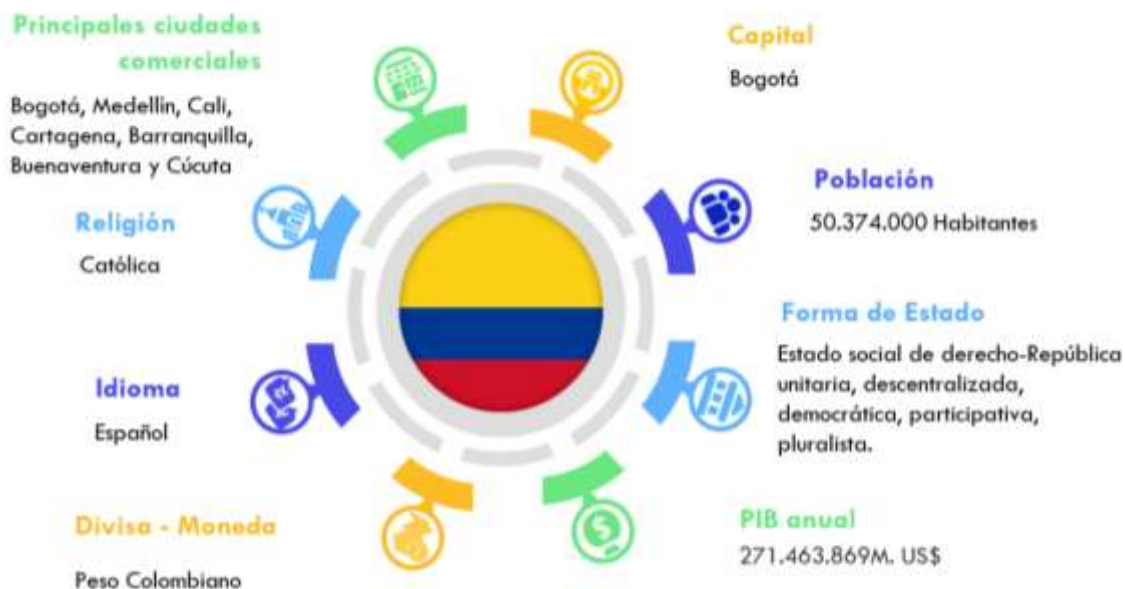 Principales ciudades
comerciales
Bogotá, Medellín, Cali,
Cartagena, Barranquilla,
Buenaventura y Cúcuta
Religión
Católica
Idioma
Español
Divisa - Moneda
Peso Colombiano
Capital
Bogotá
Población
50.374.000 Habitantes
Forma de Estado
Estado social de derecho-República
unitaria, descentralizada,
democrática, participativa,
pluralista.
PIB anual
271.463.869M. US$